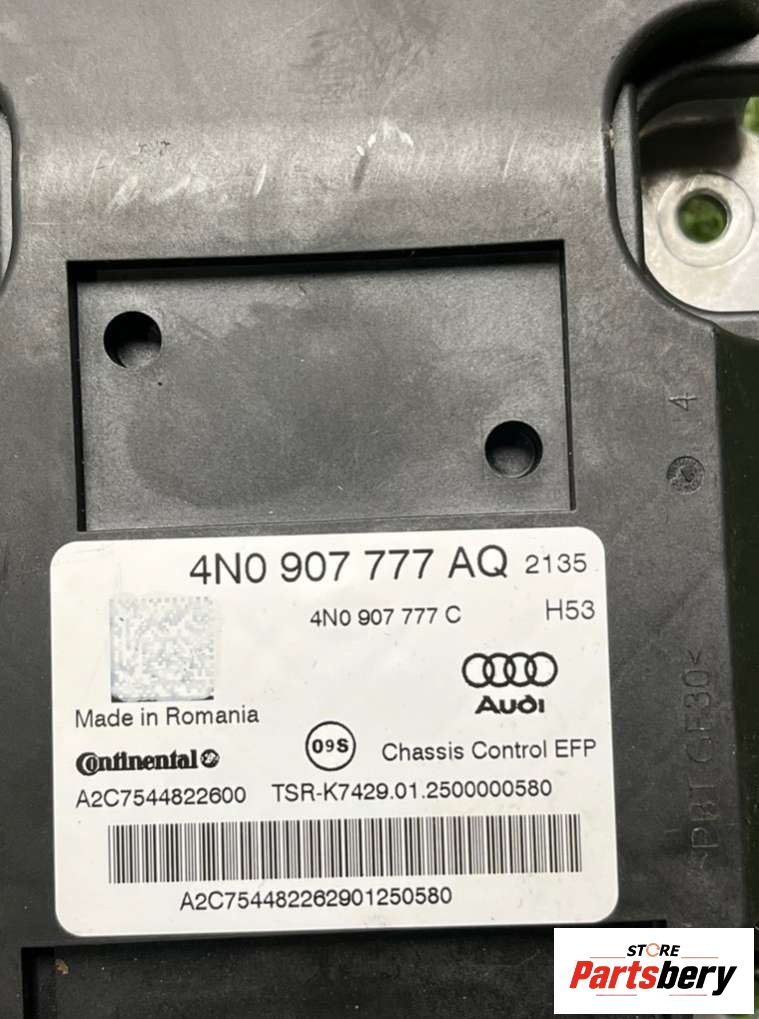 4
4N0 907 777 AQ 2135
4N0 907 777 C H53
Audi
Made in Romania
Continental 09S Chassis Control EFP
A2C7544822600 TSR-K7429.01.2500000580
A2C754482262901250580
>PBT GF30<
STORE
Partsbery